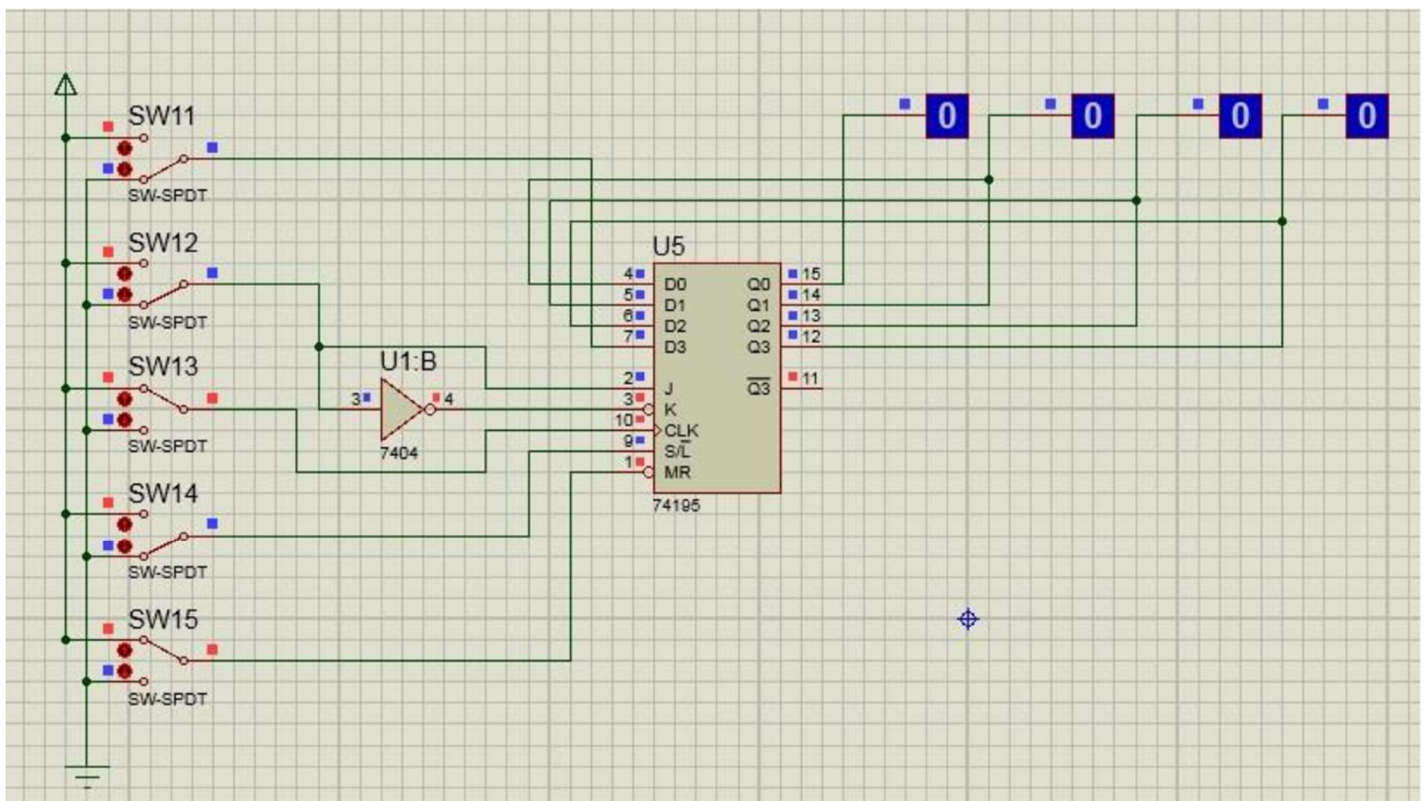 SW11
SW-SPDT
SW12
SW-SPDT
SW13
SW-SPDT
SW14
SW-SPDT
SW15
SW-SPDT
U1:B
3
4
7404
0
0
0
0
U5
4 D0 Q0 15
5 D1 Q1 14
6 D2 Q2 13
7 D3 Q3 12
2 J Q3 11
3 K
10 CLK
9 S/L
1 MR
74195